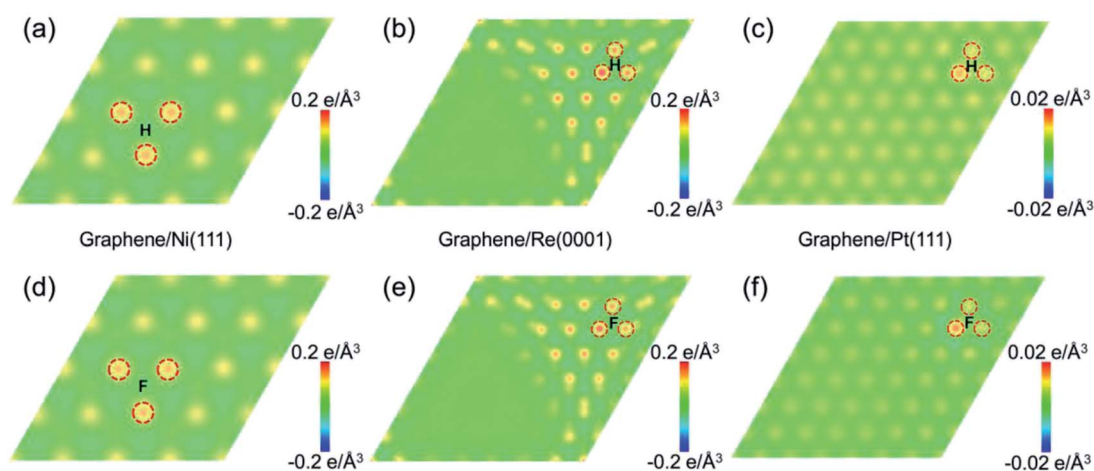 (a)
(b)
(c)
H
H
H
0.2 e/Å³
0.2 e/Å³
0.02 e/Å³
-0.2 e/Å³
-0.2 e/Å³
-0.02 e/Å³
Graphene/Ni(111)
Graphene/Re(0001)
Graphene/Pt(111)
(d)
(e)
(f)
F
F
F
0.2 e/Å³
0.2 e/Å³
0.02 e/Å³
-0.2 e/Å³
-0.2 e/Å³
-0.02 e/Å³